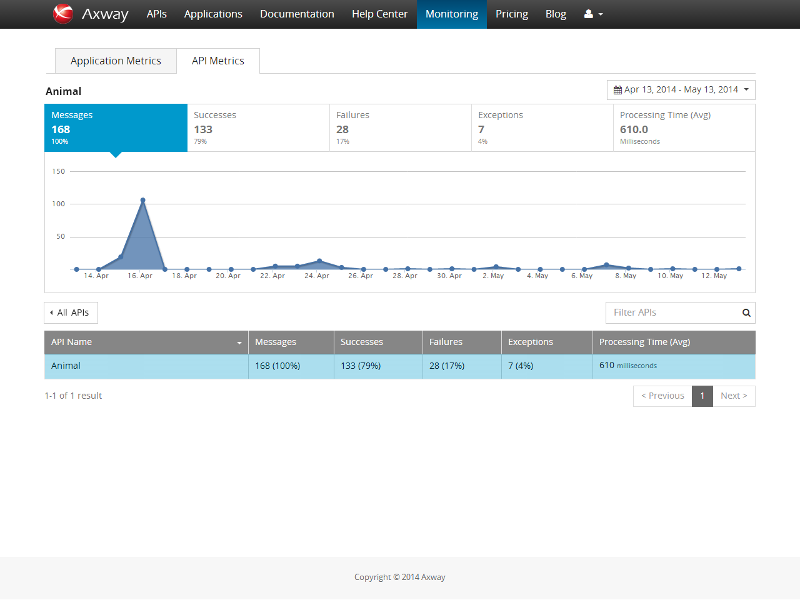 Axway APIs Applications Documentation Help Center Monitoring Pricing Blog
Application Metrics API Metrics
Animal Apr 13, 2014 - May 13, 2014
Messages Successes Failures Exceptions Processing Time (Avg)
168 133 28 7 610.0
100% 79% 17% 4% Milliseconds
150
100
50
14. Apr 16. Apr 18. Apr 20. Apr 22. Apr 24. Apr 26. Apr 28. Apr 30. Apr 2. May 4. May 6. May 8. May 10. May 12. May
All APIs Filter APIs
API Name Messages Successes Failures Exceptions Processing Time (Avg)
Animal 168 (100%) 133 (79%) 28 (17%) 7 (4%) 610 milliseconds
1-1 of 1 result < Previous 1 Next >
Copyright © 2014 Axway